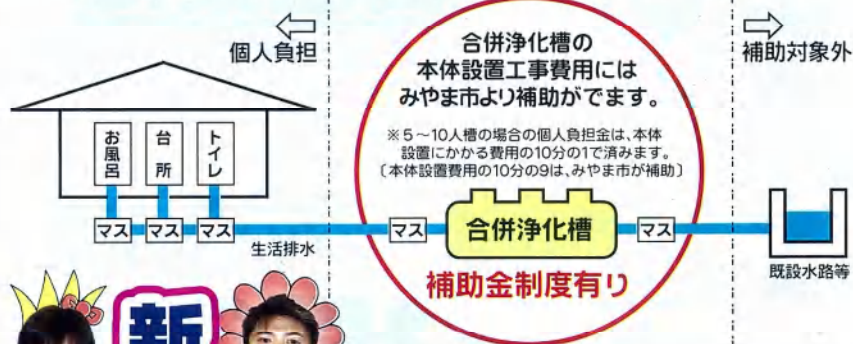 個人負担
合併浄化槽の
本体設置工事費用には
みやま市より補助がでます。
※5～10人槽の場合の個人負担金は、本体
設置にかかる費用の10分の1で済みます。
〔本体設置費用の10分の9は、みやま市が補助〕
補助対象外
お風呂
台所
トイレ
マス
マス
マス
生活排水
マス
合併浄化槽
マス
補助金制度有り
既設水路等
新